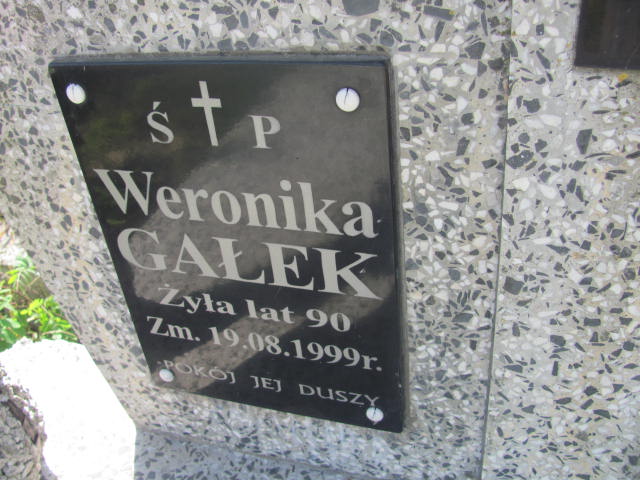 Ś P
Weronika
GAŁEK
Żyła lat 90
Zm. 19.08.1999r.
POKÓJ JEJ DUSZY